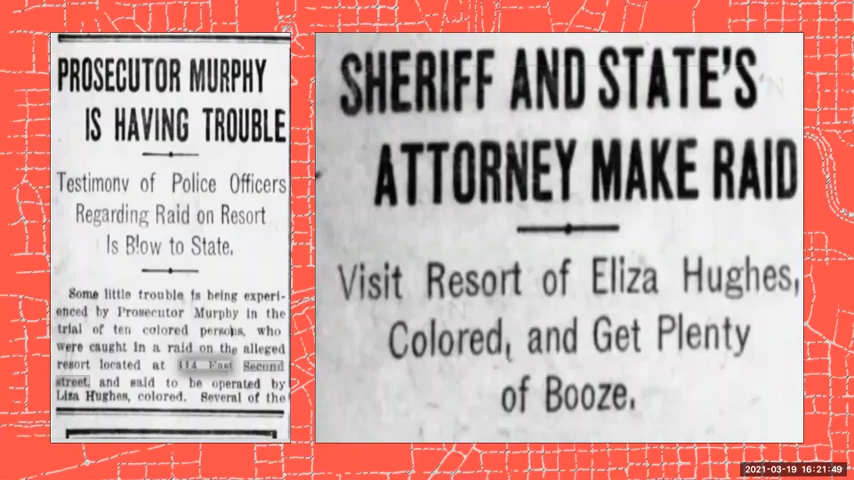 PROSECUTOR MURPHY
IS HAVING TROUBLE
Testimony of Police Officers
Regarding Raid on Resort
Is Blow to State.
Some little trouble is being experi-
enced by Prosecutor Murphy in the
trial of ten colored persons, who
were caught in a raid on the alleged
resort located at 114 East Second
street, and said to be operated by
Liza Hughes, colored. Several of the
SHERIFF AND STATE'S
ATTORNEY MAKE RAID
Visit Resort of Eliza Hughes,
Colored, and Get Plenty
of Booze.
2021-03-19 16:21:49